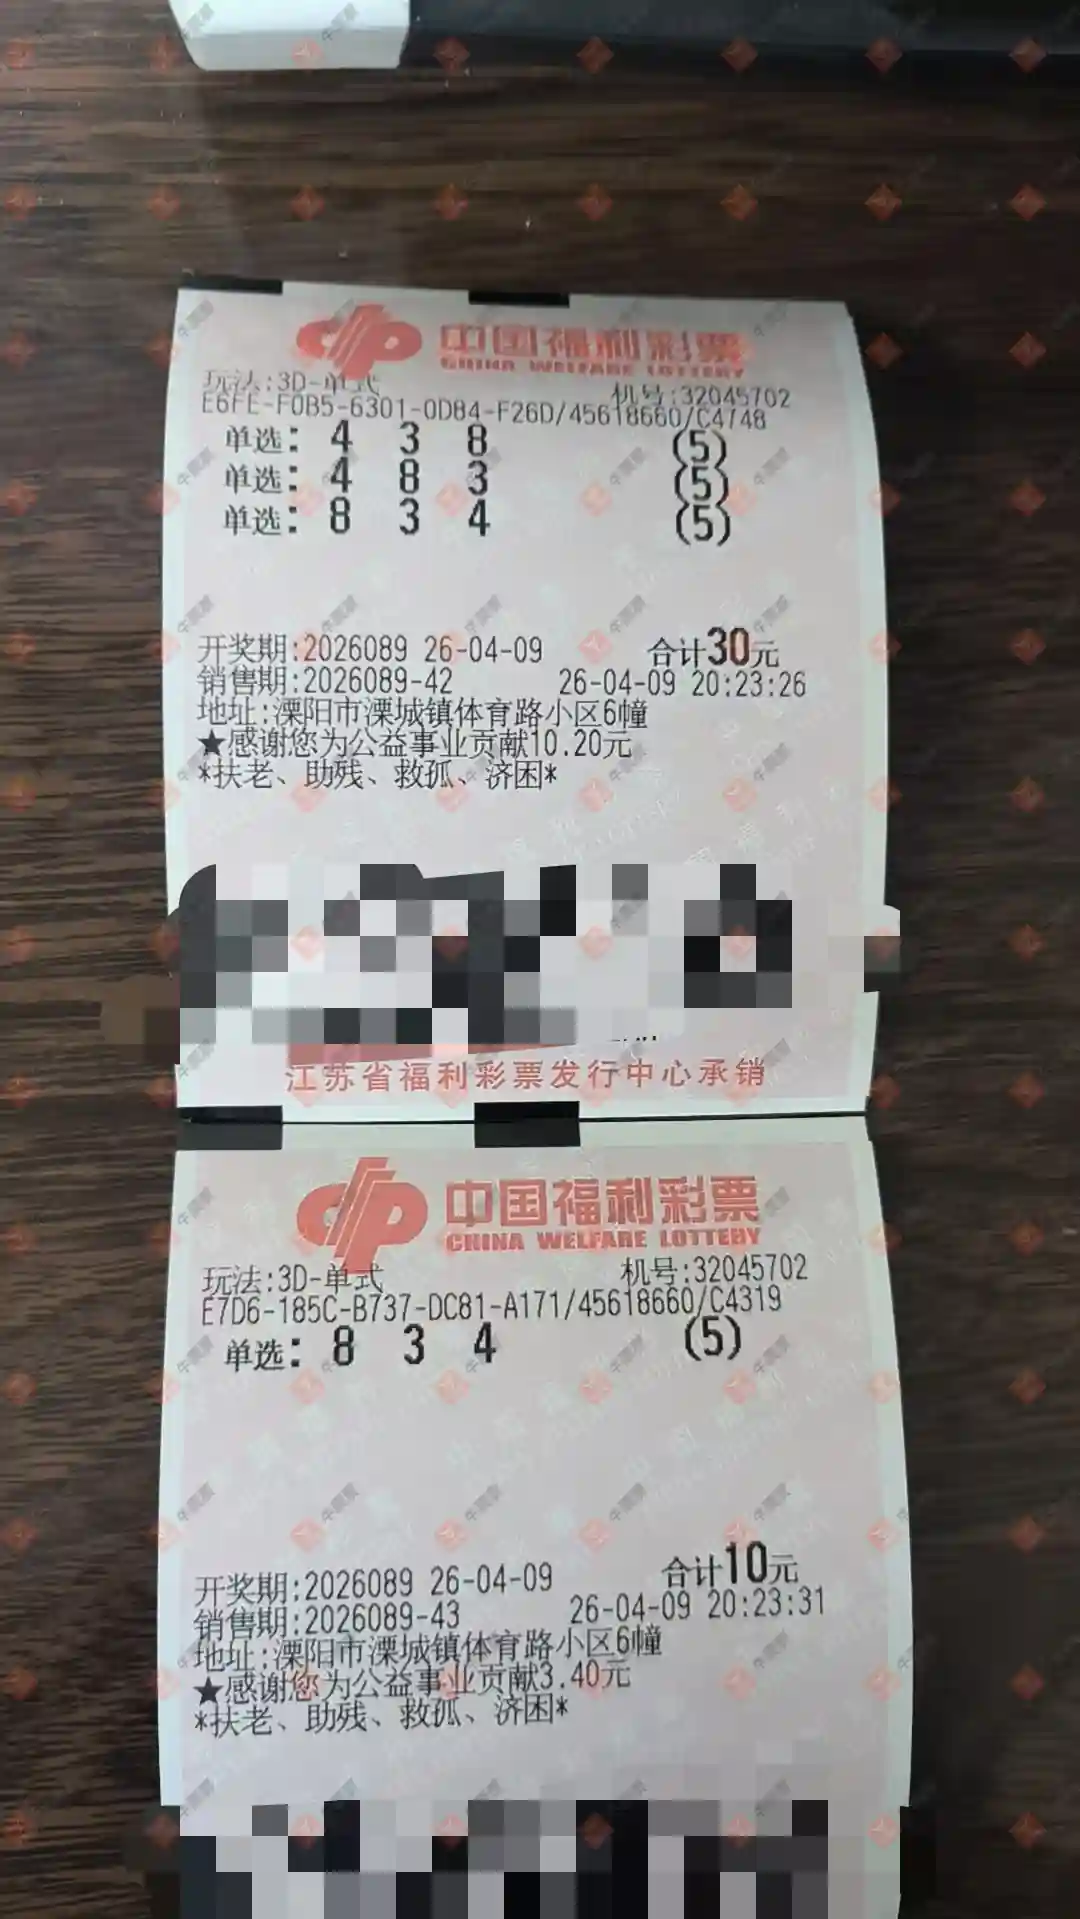 中国福利彩票
CHINA WELFARE LOTTERY
玩法:3D-单式 机号:32045702
E6FE-F0B5-6301-0D84-F26D/45618660/C4748
单选: 4 3 8 (5)
单选: 4 8 3 (5)
单选: 8 3 4 (5)
开奖期:2026089 26-04-09 合计30元
销售期:2026089-42 26-04-09 20:23:26
地址:溧阳市溧城镇体育路小区6幢
★感谢您为公益事业贡献10.20元
*扶老、助残、救孤、济困*
江苏省福利彩票发行中心承销
中国福利彩票
CHINA WELFARE LOTTERY
玩法:3D-单式 机号:32045702
E7D6-185C-B737-DC81-A171/45618660/C4319
单选: 8 3 4 (5)
开奖期:2026089 26-04-09 合计10元
销售期:2026089-43 26-04-09 20:23:31
地址:溧阳市溧城镇体育路小区6幢
★感谢您为公益事业贡献3.40元
*扶老、助残、救孤、济困*